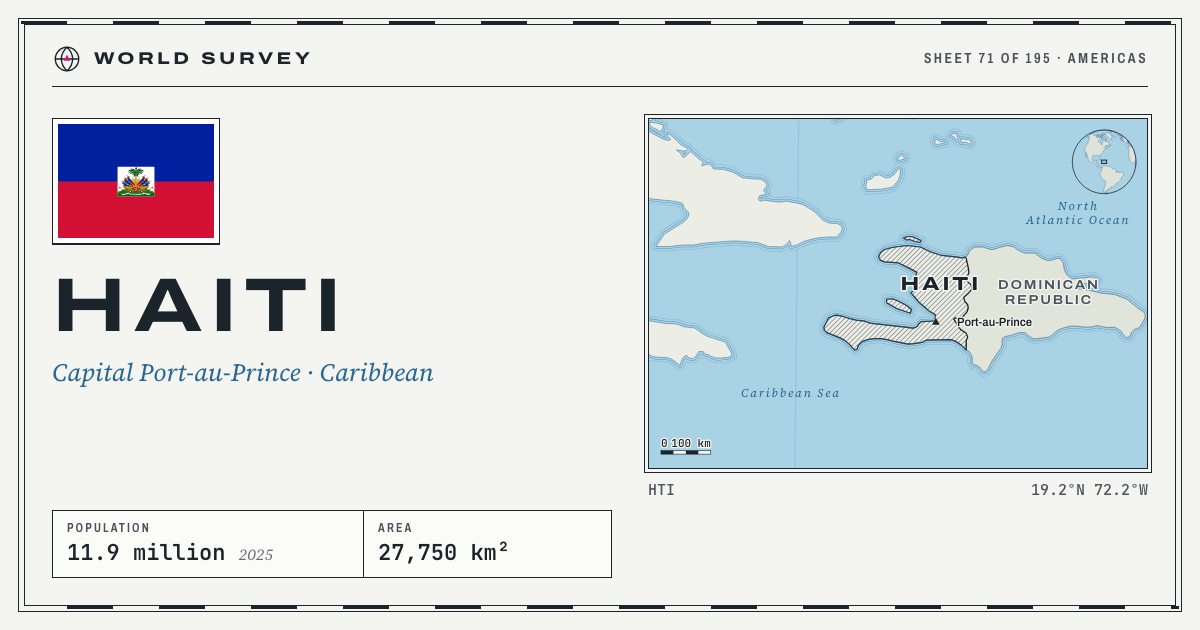 WORLD SURVEY
SHEET 71 OF 195 · AMERICAS
HAITI
Capital Port-au-Prince · Caribbean
POPULATION
11.9 million 2025
AREA
27,750 km²
North
Atlantic Ocean
HAITI
DOMINICAN
REPUBLIC
Port-au-Prince
Caribbean Sea
0 100 km
HTI
19.2°N 72.2°W